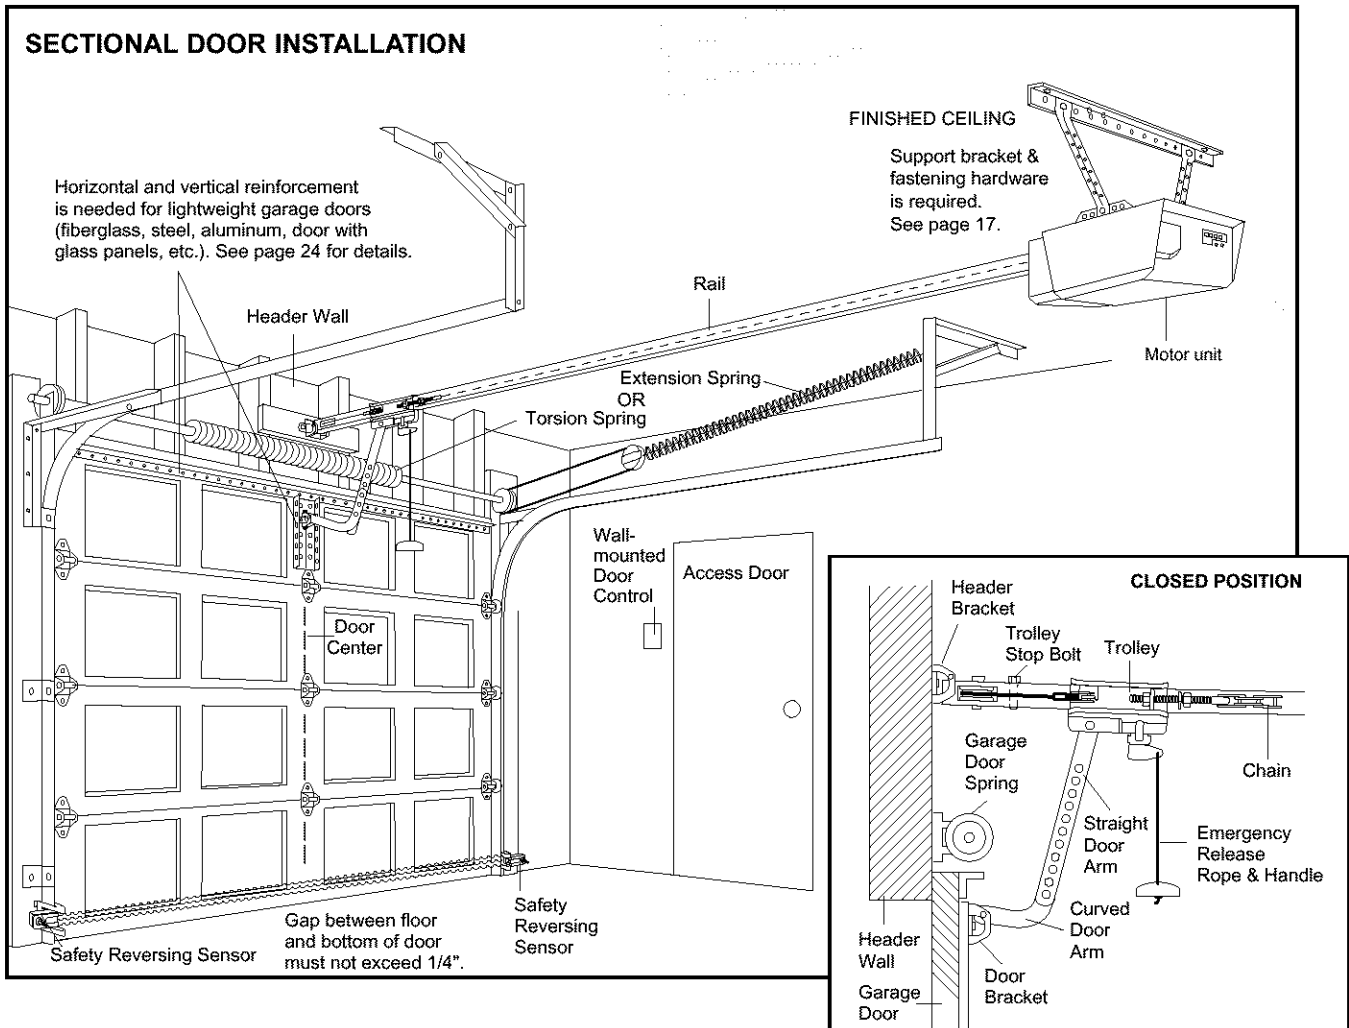 SECTIONAL DOOR INSTALLATION
FINISHED CEILING
Support bracket &
fastening hardware
is required.
See page 17.
Horizontal and vertical reinforcement
is needed for lightweight garage doors
(fiberglass, steel, aluminum, door with
glass panels, etc.). See page 24 for details.
Header Wall
Rail
Motor unit
Extension Spring
OR
Torsion Spring
Wall-
mounted
Door
Control
Access Door
Door
Center
Safety Reversing Sensor
Gap between floor
and bottom of door
must not exceed 1/4".
Safety
Reversing
Sensor
CLOSED POSITION
Header
Bracket
Trolley
Stop Bolt
Trolley
Garage
Door
Spring
Chain
Straight
Door
Arm
Emergency
Release
Rope & Handle
Curved
Door
Arm
Header
Wall
Door
Bracket
Garage
Door